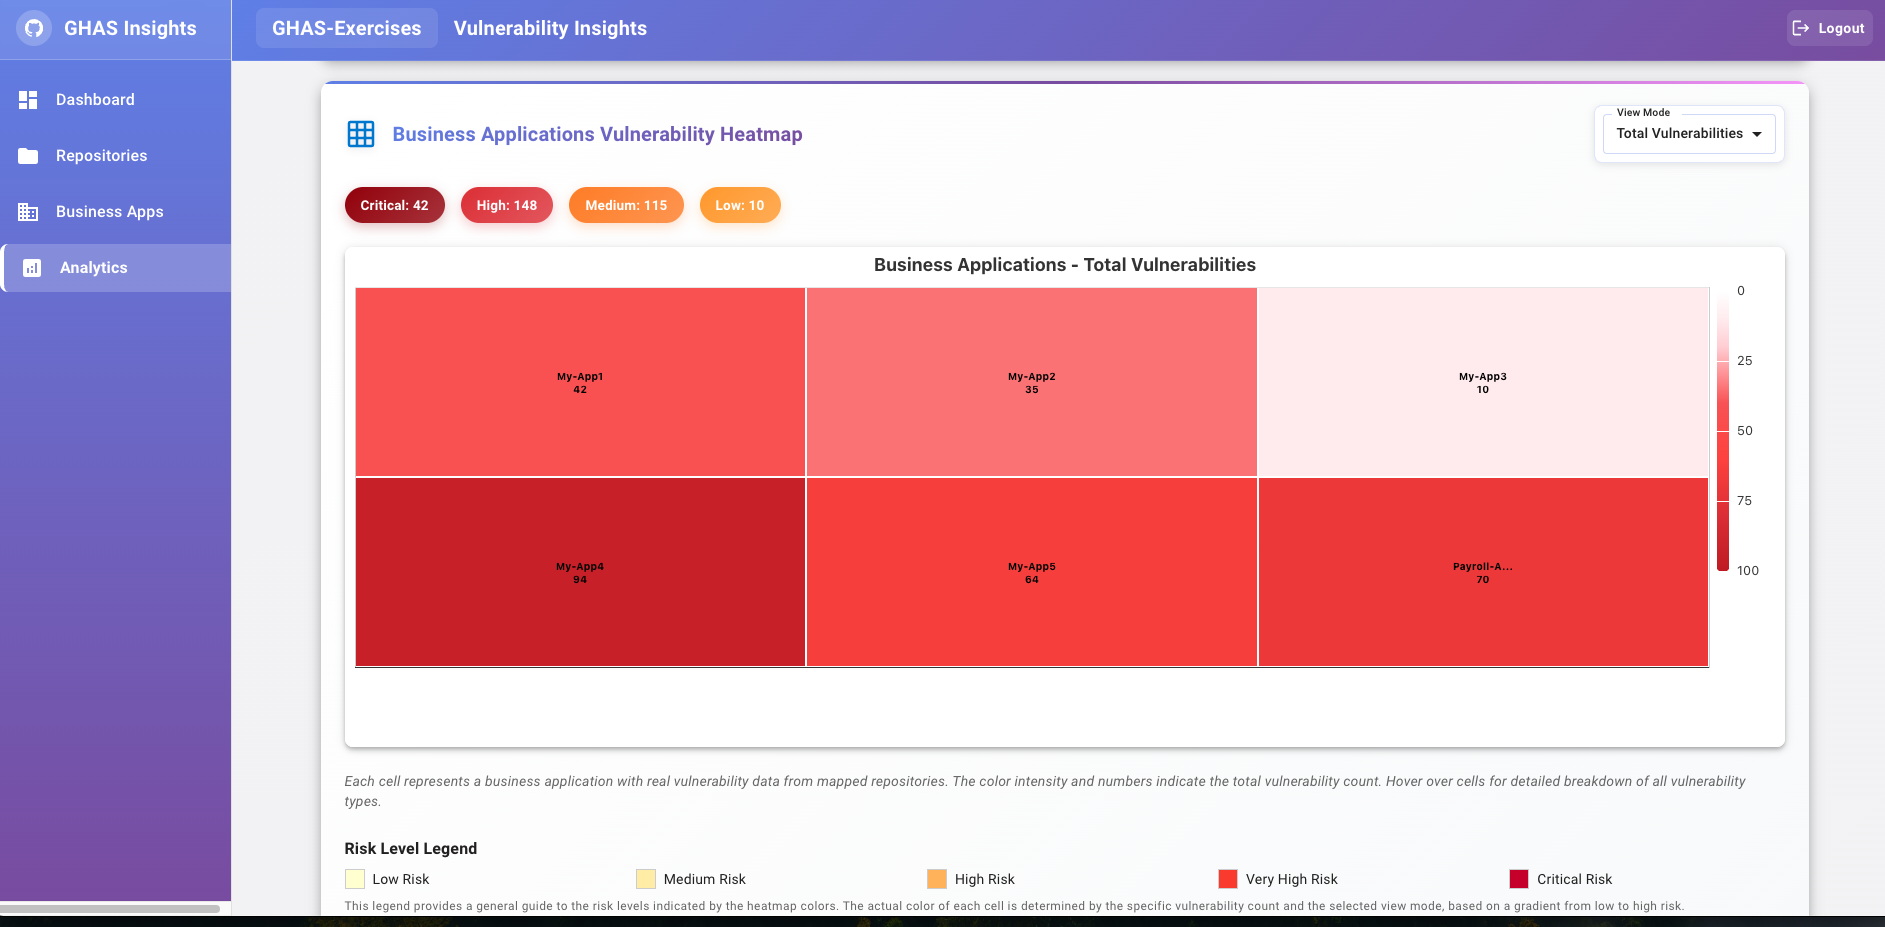 GHAS Insights
GHAS-Exercises
Vulnerability Insights
Logout
Dashboard
Repositories
Business Apps
Analytics
Business Applications Vulnerability Heatmap
View Mode
Total Vulnerabilities
Critical: 42
High: 148
Medium: 115
Low: 10
Business Applications - Total Vulnerabilities
My-App1
42
My-App2
35
My-App3
10
My-App4
94
My-App5
64
Payroll-A...
70
0
25
50
75
100
Each cell represents a business application with real vulnerability data from mapped repositories. The color intensity and numbers indicate the total vulnerability count. Hover over cells for detailed breakdown of all vulnerability
types.
Risk Level Legend
Low Risk
Medium Risk
High Risk
Very High Risk
Critical Risk
This legend provides a general guide to the risk levels indicated by the heatmap colors. The actual color of each cell is determined by the specific vulnerability count and the selected view mode, based on a gradient from low to high risk.